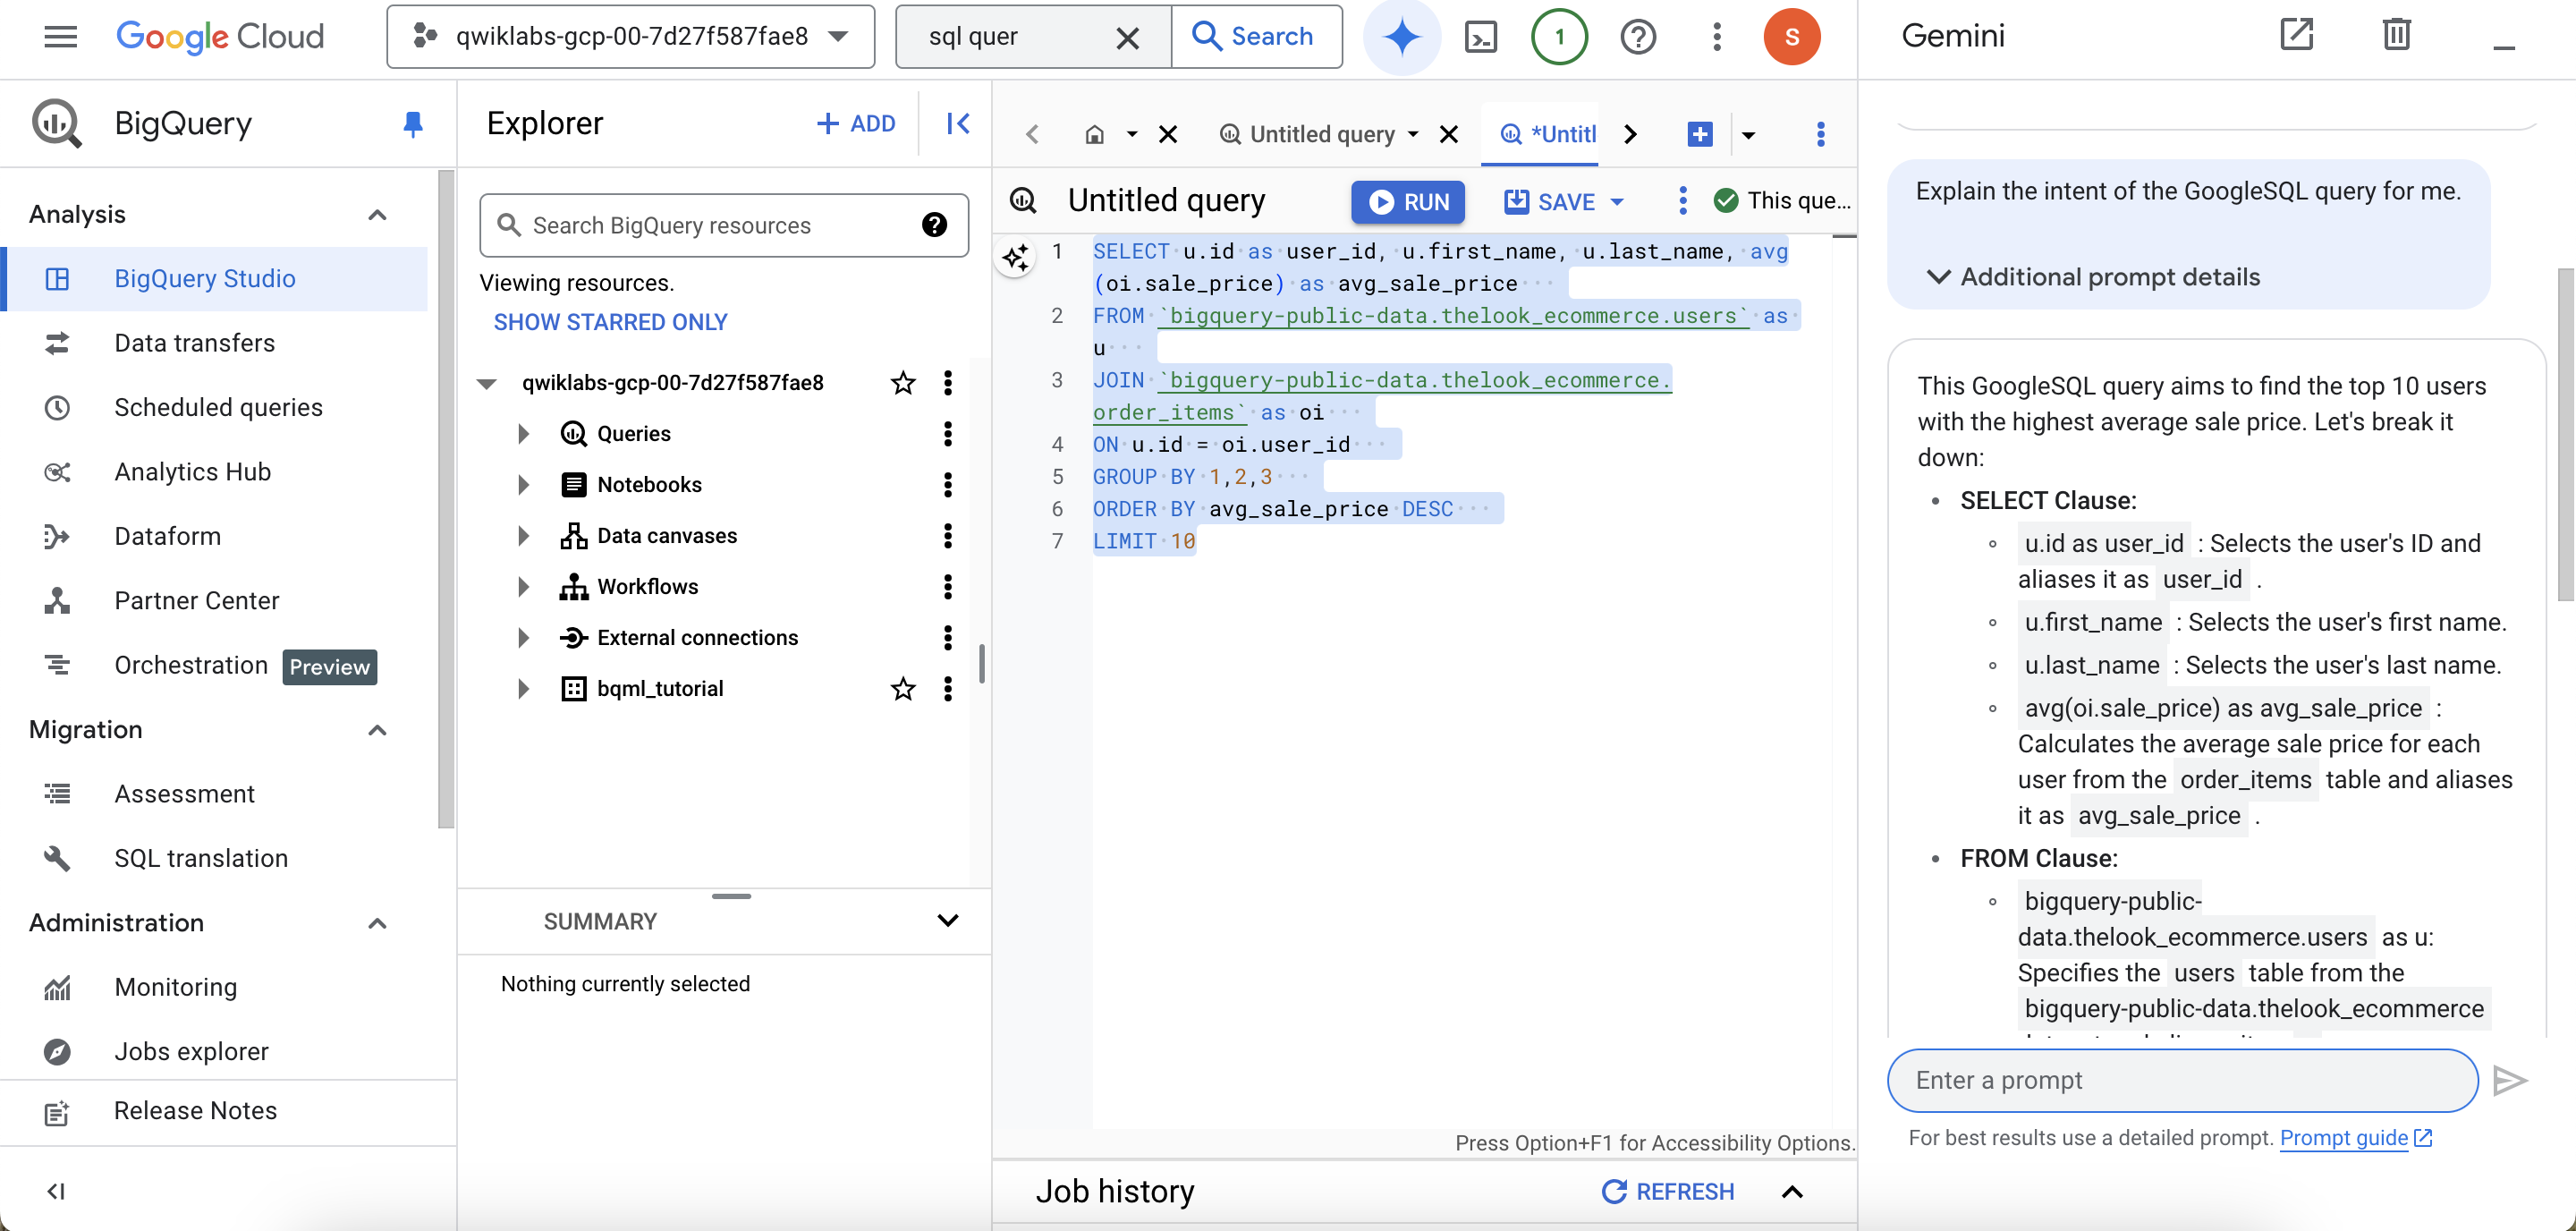 Google Cloud
qwiklabs-gcp-00-7d27f587fae8
sql quer
Search
1
S
BigQuery
Analysis
BigQuery Studio
Data transfers
Scheduled queries
Analytics Hub
Dataform
Partner Center
Orchestration Preview
Migration
Assessment
SQL translation
Administration
Monitoring
Jobs explorer
Release Notes
Explorer
ADD
Search BigQuery resources
Viewing resources.
SHOW STARRED ONLY
qwiklabs-gcp-00-7d27f587fae8
Queries
Notebooks
Data canvases
Workflows
External connections
bqml_tutorial
SUMMARY
Nothing currently selected
Untitled query
*Untitl
Untitled query
RUN
SAVE
This que...
1 SELECT u.id as user_id, u.first_name, u.last_name, avg
(oi.sale_price) as avg_sale_price
2 FROM `bigquery-public-data.thelook_ecommerce.users` as
u
3 JOIN `bigquery-public-data.thelook_ecommerce.
order_items` as oi
4 ON u.id = oi.user_id
5 GROUP BY 1,2,3
6 ORDER BY avg_sale_price DESC
7 LIMIT 10
Press Option+F1 for Accessibility Options.
Job history
REFRESH
Gemini
Explain the intent of the GoogleSQL query for me.
Additional prompt details
This GoogleSQL query aims to find the top 10 users
with the highest average sale price. Let's break it
down:
• SELECT Clause:
◦ u.id as user_id : Selects the user's ID and
aliases it as user_id .
◦ u.first_name : Selects the user's first name.
◦ u.last_name : Selects the user's last name.
◦ avg(oi.sale_price) as avg_sale_price :
Calculates the average sale price for each
user from the order_items table and aliases
it as avg_sale_price .
• FROM Clause:
◦ bigquery-public-
data.thelook_ecommerce.users as u:
Specifies the users table from the
bigquery-public-data.thelook_ecommerce
Enter a prompt
For best results use a detailed prompt. Prompt guide